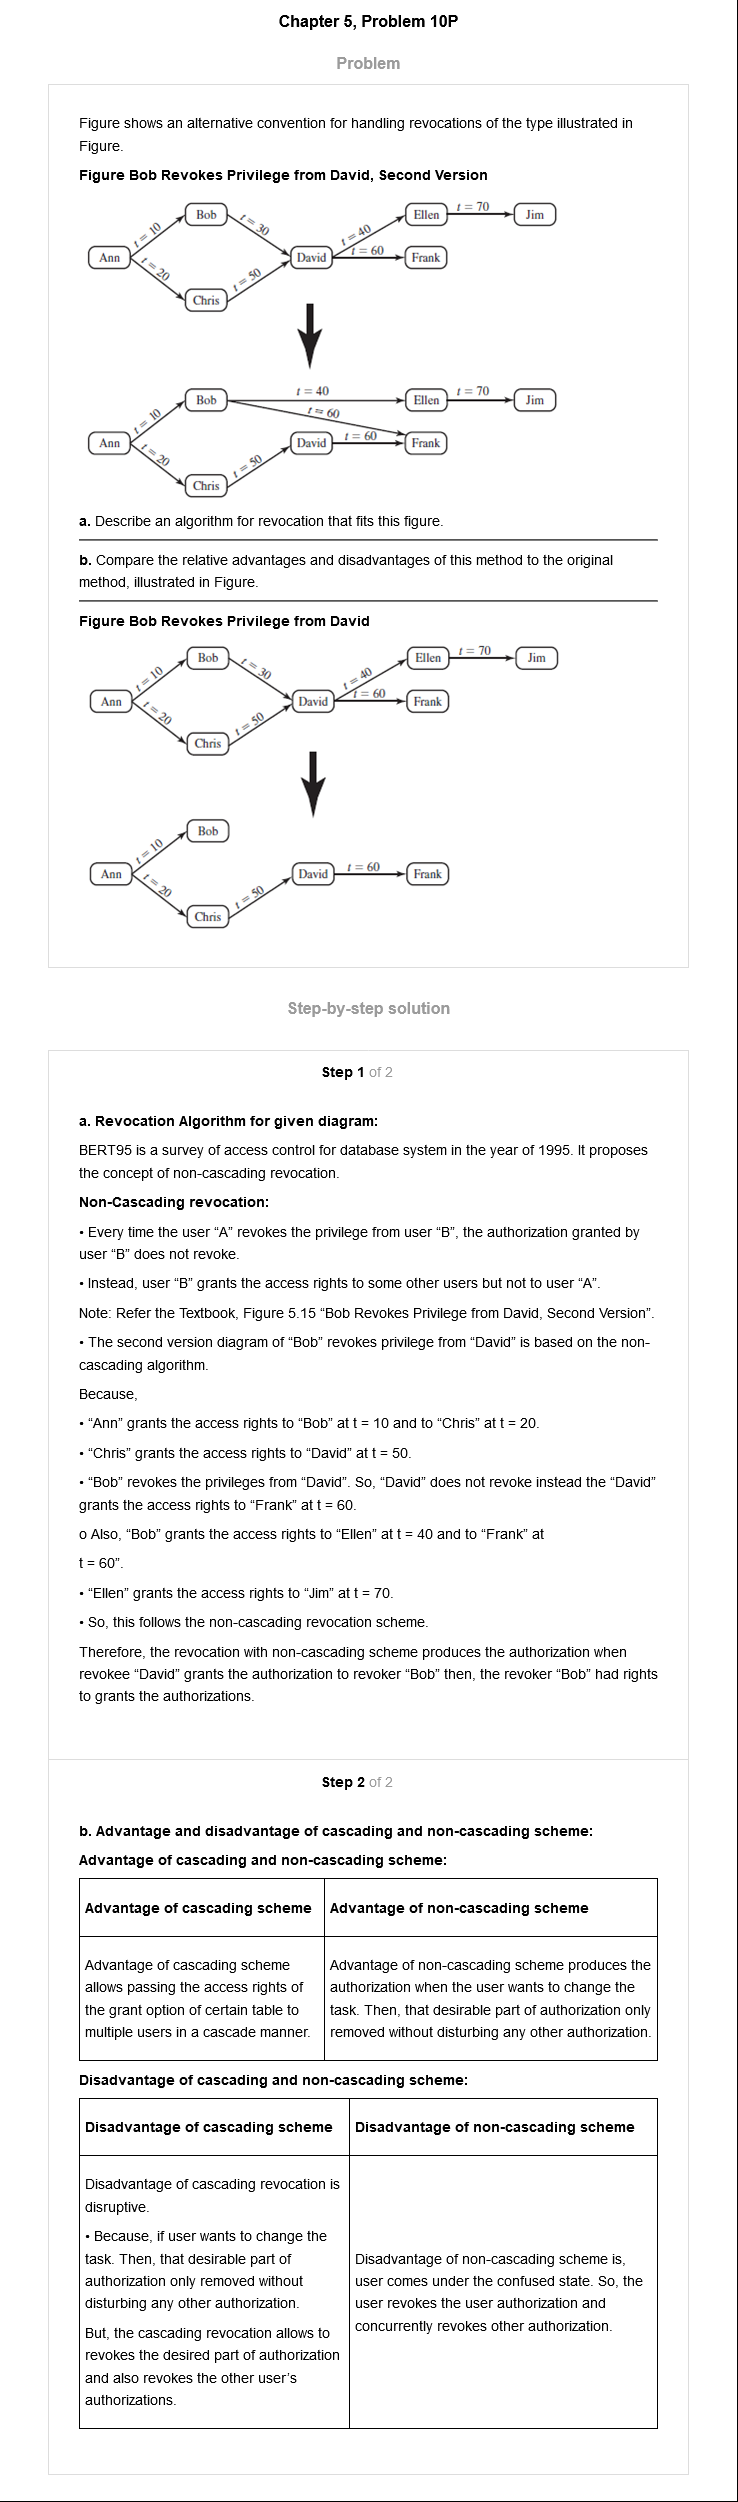 Chapter 5, Problem 10P
Problem
Figure shows an alternative convention for handling revocations of the type illustrated in
Figure.
Figure Bob Revokes Privilege from David, Second Version
Bob
Ellen
t = 70
Jim
t = 10
t = 30
t = 40
Ann
David
t = 60
Frank
t = 20
t = 50
Chris
Bob
t = 40
Ellen
t = 70
Jim
t = 10
t = 60
Ann
David
t = 60
Frank
t = 20
t = 50
Chris
a. Describe an algorithm for revocation that fits this figure.
b. Compare the relative advantages and disadvantages of this method to the original
method, illustrated in Figure.
Figure Bob Revokes Privilege from David
Bob
Ellen
t = 70
Jim
t = 10
t = 30
t = 40
Ann
David
t = 60
Frank
t = 20
t = 50
Chris
Bob
t = 10
Ann
David
t = 60
Frank
t = 20
t = 50
Chris
Step-by-step solution
Step 1 of 2
a. Revocation Algorithm for given diagram:
BERT95 is a survey of access control for database system in the year of 1995. It proposes
the concept of non-cascading revocation.
Non-Cascading revocation:
• Every time the user “A” revokes the privilege from user “B”, the authorization granted by
user “B” does not revoke.
• Instead, user “B” grants the access rights to some other users but not to user “A”.
Note: Refer the Textbook, Figure 5.15 “Bob Revokes Privilege from David, Second Version”.
• The second version diagram of “Bob” revokes privilege from “David” is based on the non-
cascading algorithm.
Because,
• “Ann” grants the access rights to “Bob” at t = 10 and to “Chris” at t = 20.
• “Chris” grants the access rights to “David” at t = 50.
• “Bob” revokes the privileges from “David”. So, “David” does not revoke instead the “David”
grants the access rights to “Frank” at t = 60.
o Also, “Bob” grants the access rights to “Ellen” at t = 40 and to “Frank” at
t = 60”.
• “Ellen” grants the access rights to “Jim” at t = 70.
• So, this follows the non-cascading revocation scheme.
Therefore, the revocation with non-cascading scheme produces the authorization when
revokee “David” grants the authorization to revoker “Bob” then, the revoker “Bob” had rights
to grants the authorizations.
Step 2 of 2
b. Advantage and disadvantage of cascading and non-cascading scheme:
Advantage of cascading and non-cascading scheme:
Advantage of cascading scheme
Advantage of non-cascading scheme
Advantage of cascading scheme
allows passing the access rights of
the grant option of certain table to
multiple users in a cascade manner.
Advantage of non-cascading scheme produces the
authorization when the user wants to change the
task. Then, that desirable part of authorization only
removed without disturbing any other authorization.
Disadvantage of cascading and non-cascading scheme:
Disadvantage of cascading scheme
Disadvantage of non-cascading scheme
Disadvantage of cascading revocation is
disruptive.
• Because, if user wants to change the
task. Then, that desirable part of
authorization only removed without
disturbing any other authorization.
But, the cascading revocation allows to
revokes the desired part of authorization
and also revokes the other user’s
authorizations.
Disadvantage of non-cascading scheme is,
user comes under the confused state. So, the
user revokes the user authorization and
concurrently revokes other authorization.